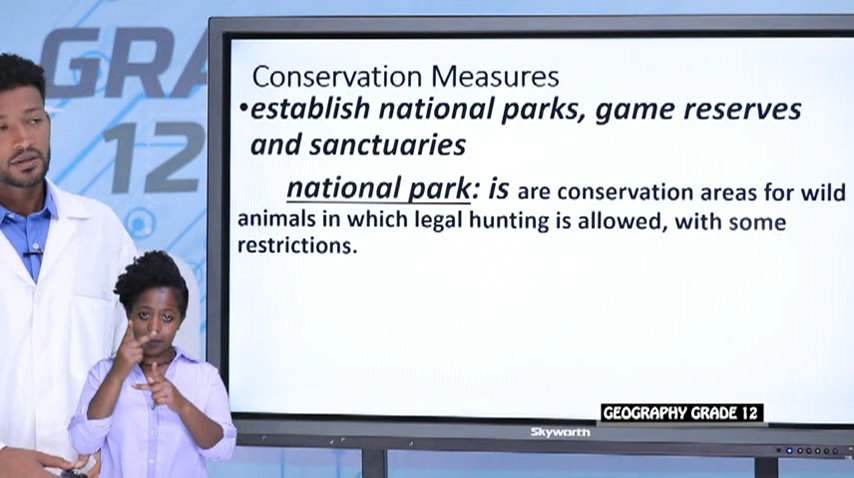 GRA
12
Conservation Measures
•establish national parks, game reserves
and sanctuaries
national park: is are conservation areas for wild
animals in which legal hunting is allowed, with some
restrictions.
GEOGRAPHY GRADE 12
Skyworth